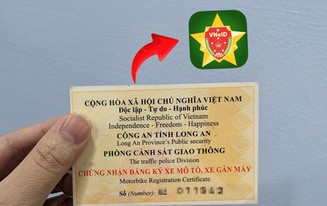 VNeID
CỘNG HÒA XÃ HỘI CHỦ NGHĨA VIỆT NAM
Độc lập - Tự do - Hạnh phúc
Socialist Republic of Vietnam
Independence - Freedom - Happiness
CÔNG AN TỈNH LONG AN
Long An Province's Public security
PHÒNG CẢNH SÁT GIAO THÔNG
The traffic police Division
CHỨNG NHẬN ĐĂNG KÝ XE MÔ TÔ, XE GẮN MÁY
Motorbike Registration Certificate
Số (Number):